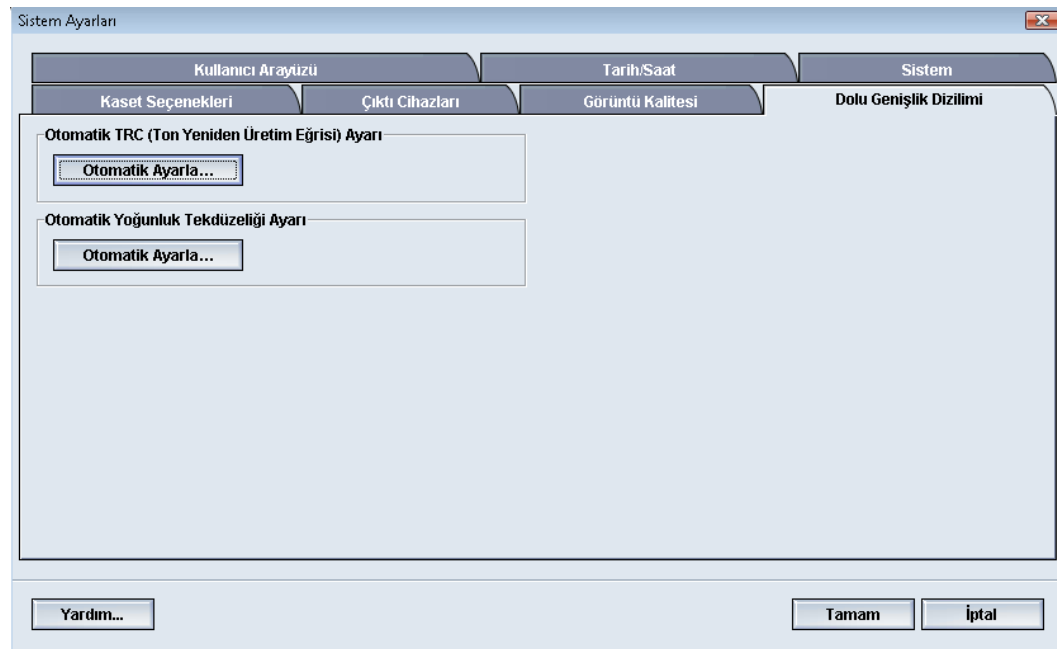 Sistem Ayarları
Kullanıcı Arayüzü Tarih/Saat Sistem
Kaset Seçenekleri Çıktı Cihazları Görüntü Kalitesi Dolu Genişlik Dizilimi
Otomatik TRC (Ton Yeniden Üretim Eğrisi) Ayarı
Otomatik Ayarla...
Otomatik Yoğunluk Tekdüzeliği Ayarı
Otomatik Ayarla...
Yardım... Tamam İptal